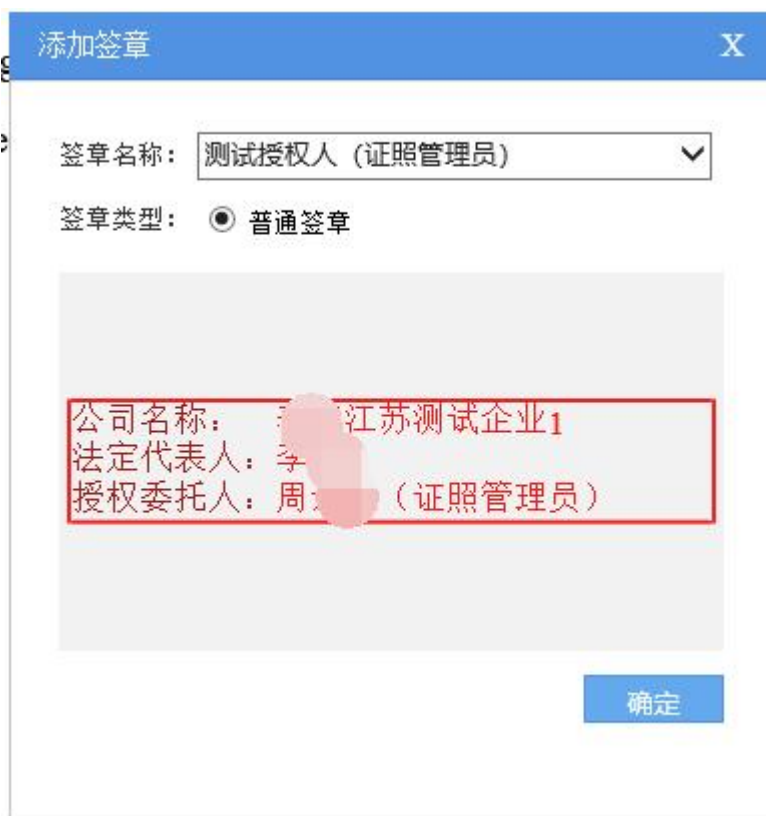 添加签章 X
签章名称： 测试授权人（证照管理员）
签章类型： 普通签章
公司名称： 江苏测试企业1
法定代表人：李
授权委托人：周 （证照管理员）
确定